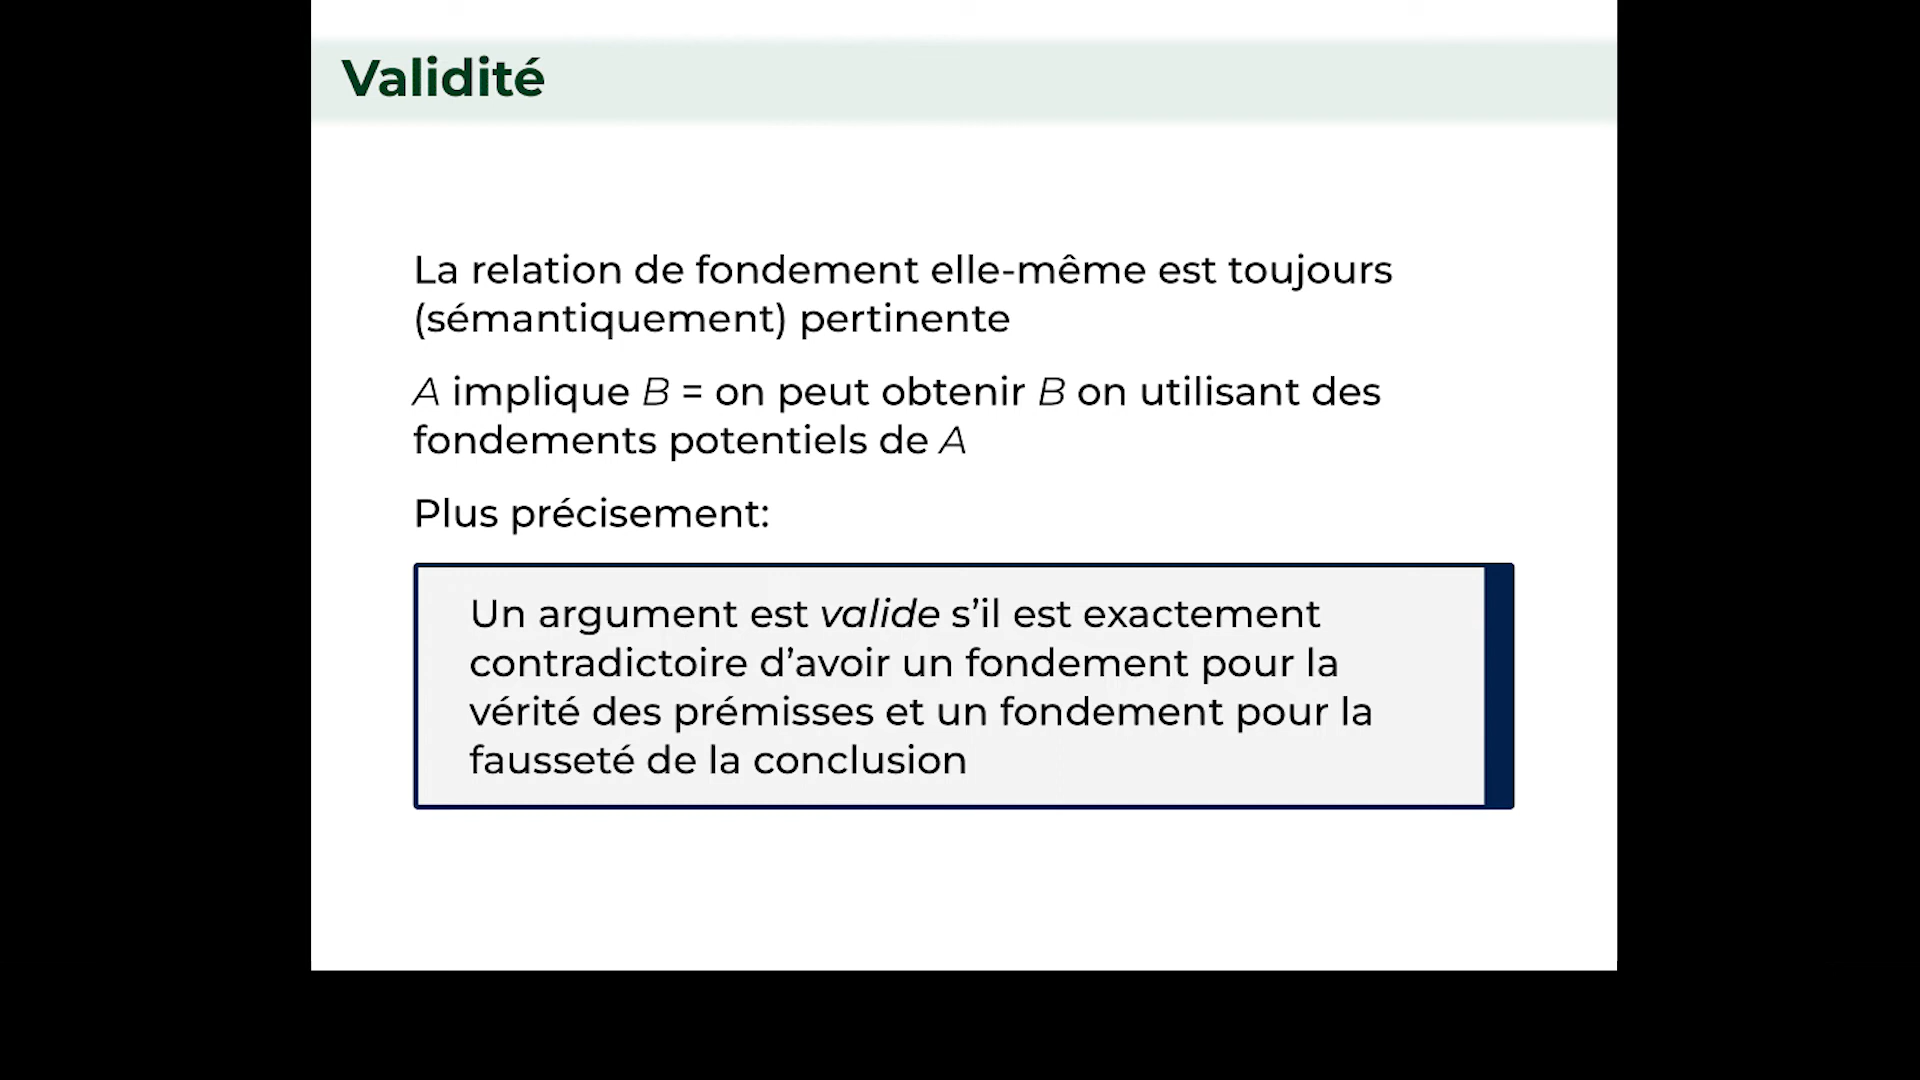 Validité
La relation de fondement elle-même est toujours
(sémantiquement) pertinente
A implique B = on peut obtenir B on utilisant des
fondements potentiels de A
Plus précisement:
Un argument est valide s’il est exactement
contradictoire d’avoir un fondement pour la
vérité des prémisses et un fondement pour la
fausseté de la conclusion